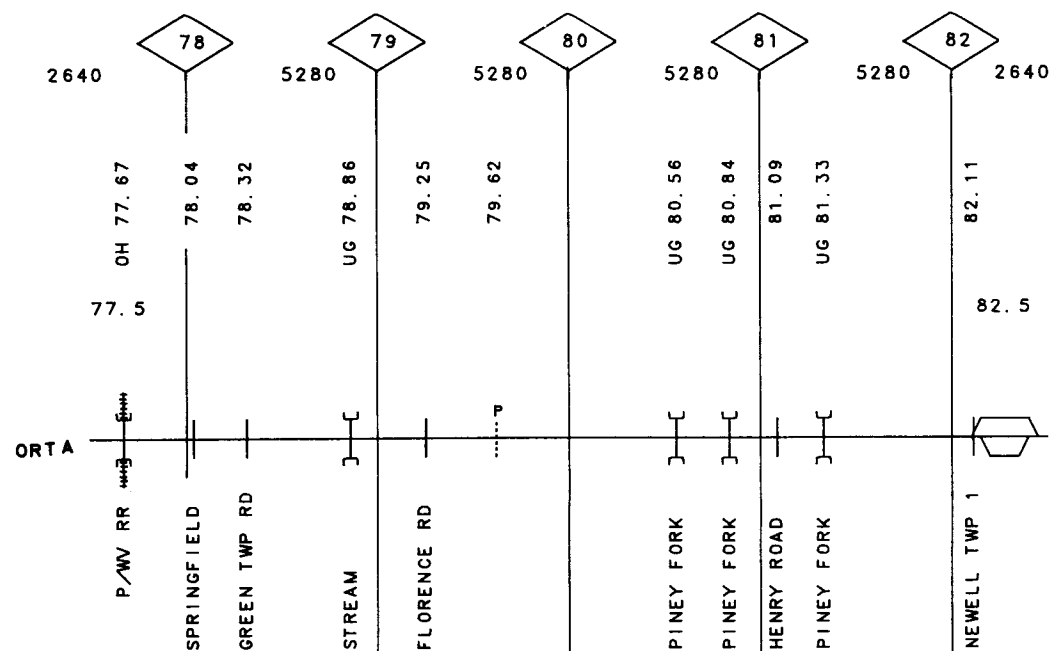 78 79 80 81 82
2640 5280 5280 5280 5280 2640
OH 77.67
78.04
78.32
UG 78.86
79.25
79.62
UG 80.56
UG 80.84
81.09
UG 81.33
82.11
77.5 82.5
P
ORTA
P/WV RR
SPRINGFIELD
GREEN TWP RD
STREAM
FLORENCE RD
PINEY FORK
PINEY FORK
HENRY ROAD
PINEY FORK
NEWELL TWP 1